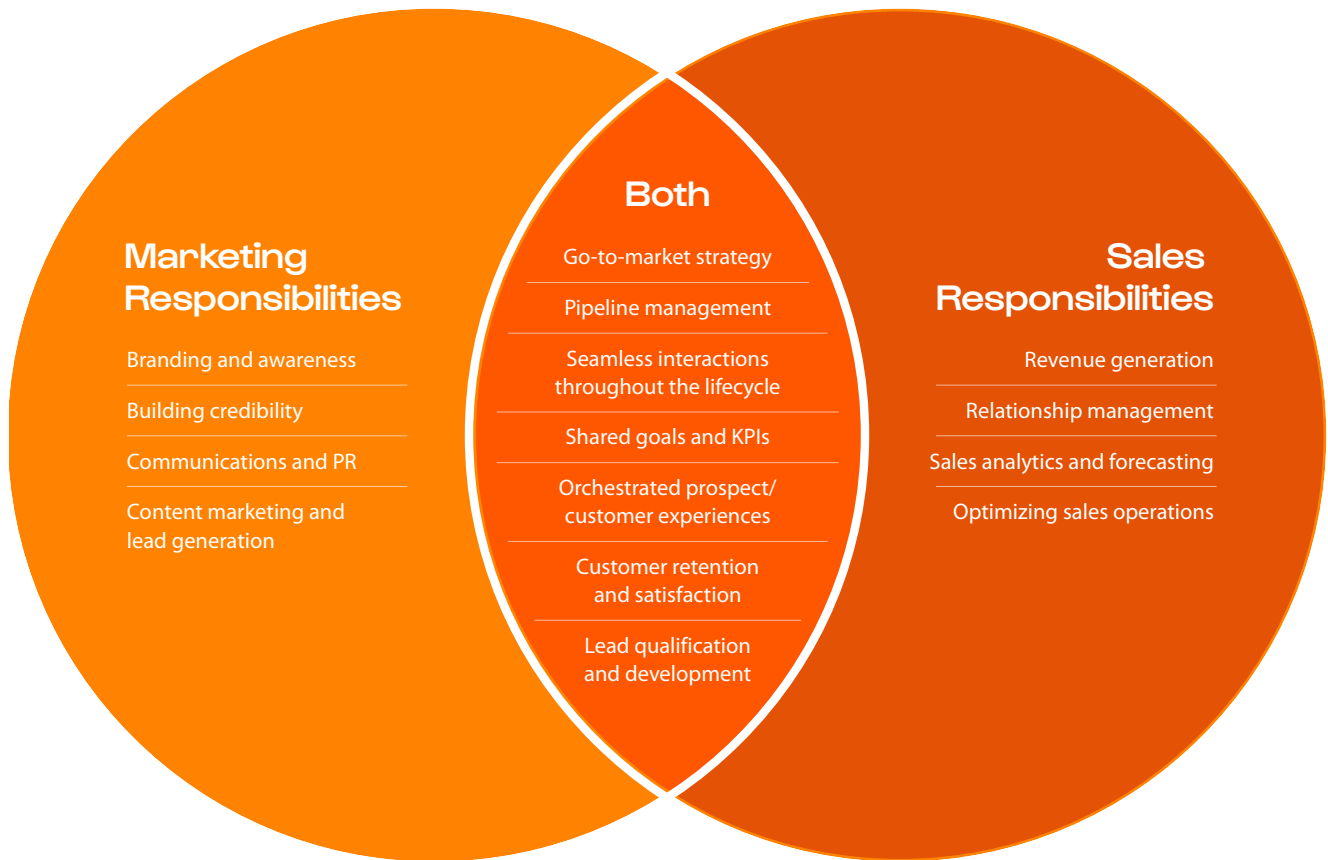 Marketing
Responsibilities
Branding and awareness
Building credibility
Communications and PR
Content marketing and
lead generation
Both
Go-to-market strategy
Pipeline management
Seamless interactions
throughout the lifecycle
Shared goals and KPIs
Orchestrated prospect/
customer experiences
Customer retention
and satisfaction
Lead qualification
and development
Sales
Responsibilities
Revenue generation
Relationship management
Sales analytics and forecasting
Optimizing sales operations